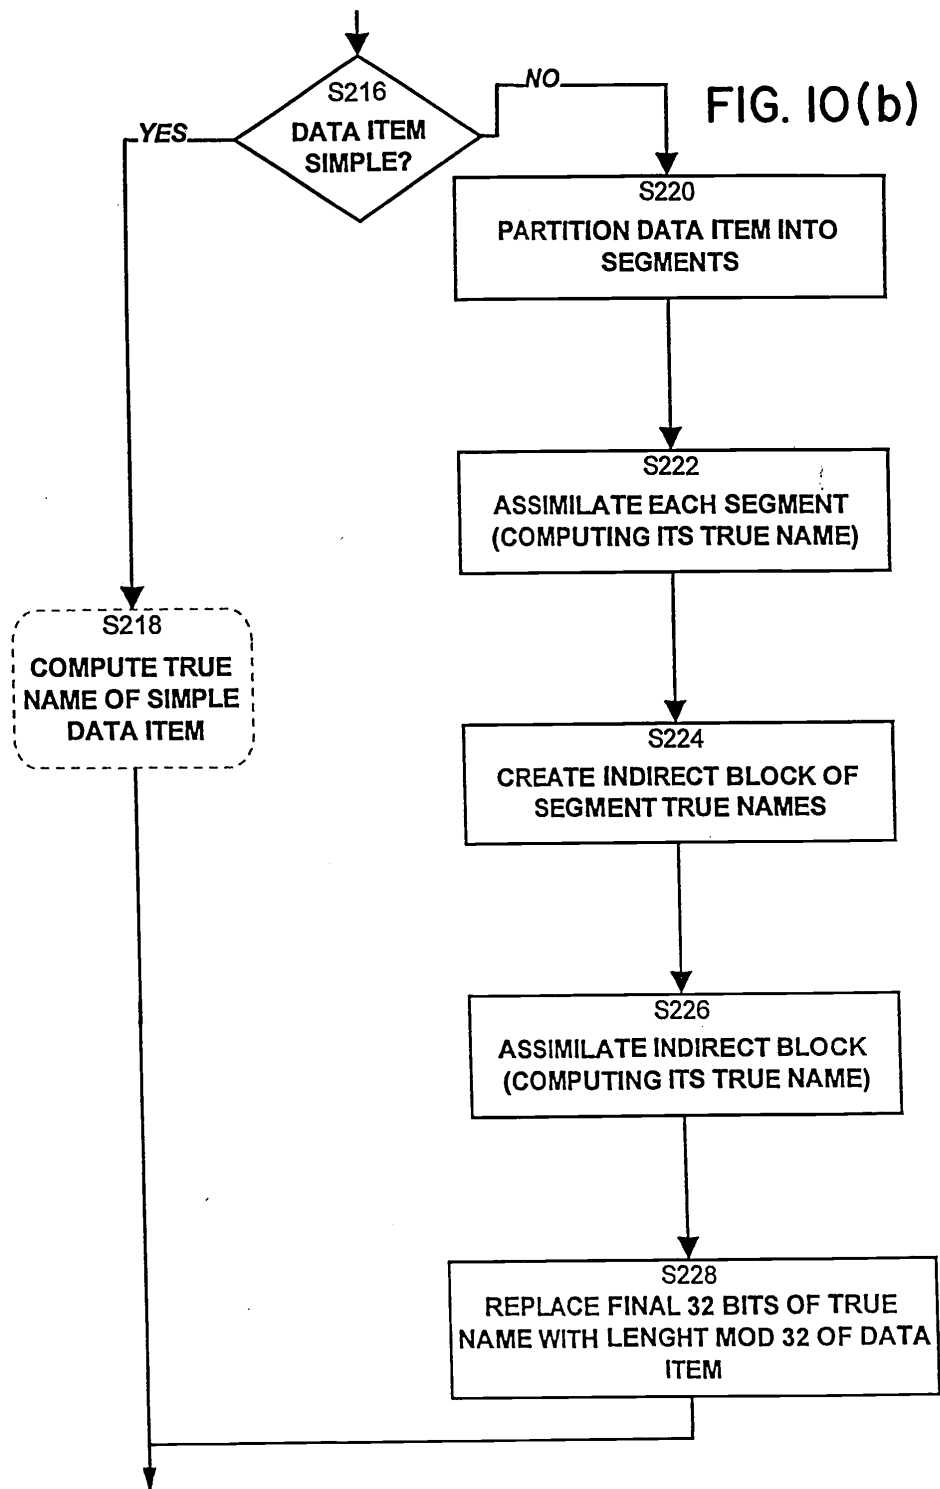 FIG. 10(b)
S216
DATA ITEM
SIMPLE?
YES
NO
S220
PARTITION DATA ITEM INTO
SEGMENTS
S222
ASSIMILATE EACH SEGMENT
(COMPUTING ITS TRUE NAME)
S218
COMPUTE TRUE
NAME OF SIMPLE
DATA ITEM
S224
CREATE INDIRECT BLOCK OF
SEGMENT TRUE NAMES
S226
ASSIMILATE INDIRECT BLOCK
(COMPUTING ITS TRUE NAME)
S228
REPLACE FINAL 32 BITS OF TRUE
NAME WITH LENGHT MOD 32 OF DATA
ITEM